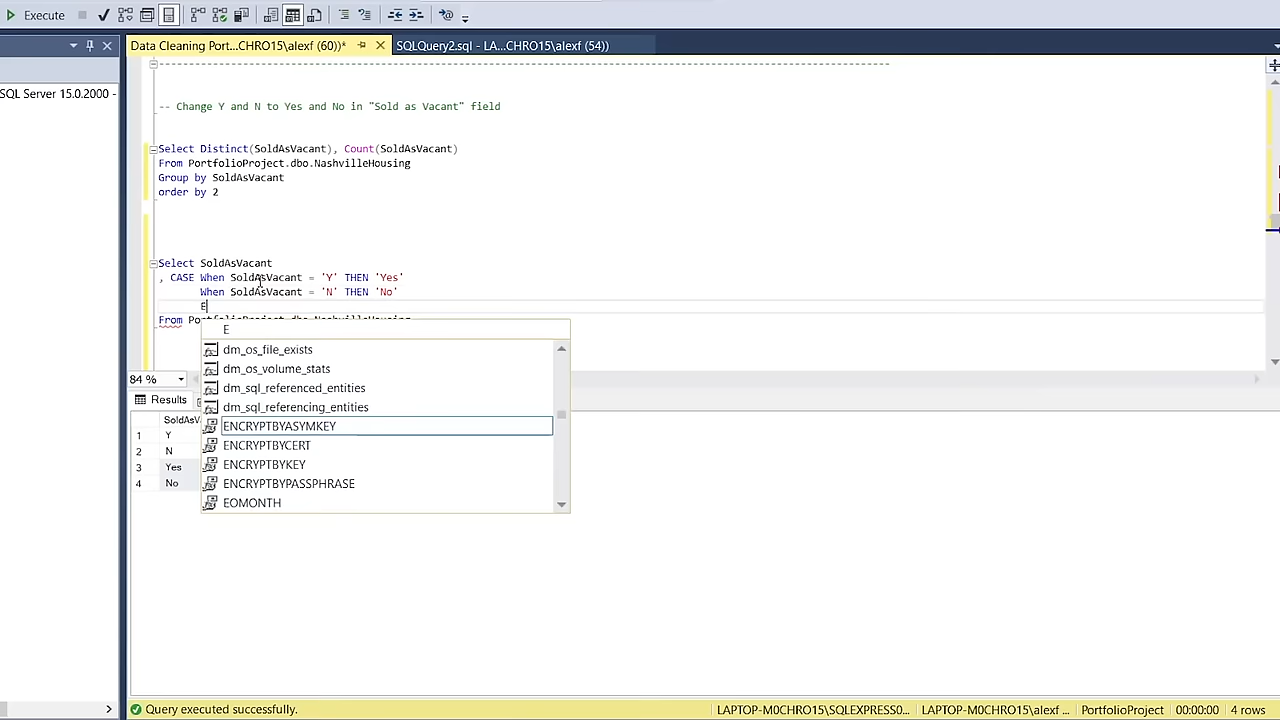 Execute
Data Cleaning Port...CHRO15\alexf (60))*
SQLQuery2.sql - LA...CHRO15\alexf (54))
SQL Server 15.0.2000 -
-- Change Y and N to Yes and No in "Sold as Vacant" field
Select Distinct(SoldAsVacant), Count(SoldAsVacant)
From PortfolioProject.dbo.NashvilleHousing
Group by SoldAsVacant
order by 2
Select SoldAsVacant
, CASE When SoldAsVacant = 'Y' THEN 'Yes'
When SoldAsVacant = 'N' THEN 'No'
E
From PortfolioProject.dbo.NashvilleHousing
E
dm_os_file_exists
dm_os_volume_stats
dm_sql_referenced_entities
dm_sql_referencing_entities
ENCRYPTBYASYMKEY
ENCRYPTBYCERT
ENCRYPTBYKEY
ENCRYPTBYPASSPHRASE
EOMONTH
84 %
Results
SoldAsV
1 Y
2 N
3 Yes
4 No
Query executed successfully.
LAPTOP-M0CHRO15\SQLEXPRESS0... LAPTOP-M0CHRO15\alexf ... PortfolioProject 00:00:00 4 rows